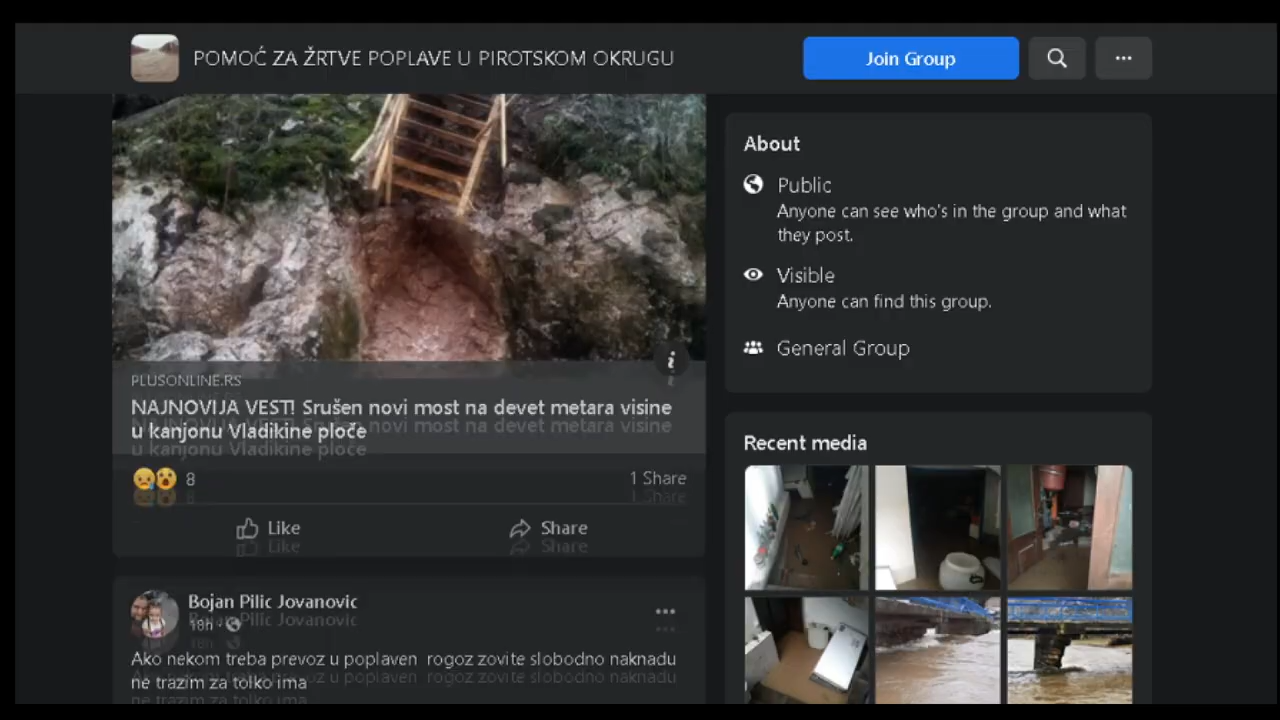 POMOĆ ZA ŽRTVE POPLAVE U PIROTSKOM OKRUGU
Join Group
PLUSONLINE.RS
NAJNOVIJA VEST! Srušen novi most na devet metara visine
u kanjonu Vladikine ploče
8
1 Share
Like
Share
Bojan Pilic Jovanovic
18h ·
Ako nekom treba prevoz u poplaven rogoz zovite slobodno naknadu
ne trazim za tolko ima
About
Public
Anyone can see who's in the group and what
they post.
Visible
Anyone can find this group.
General Group
Recent media